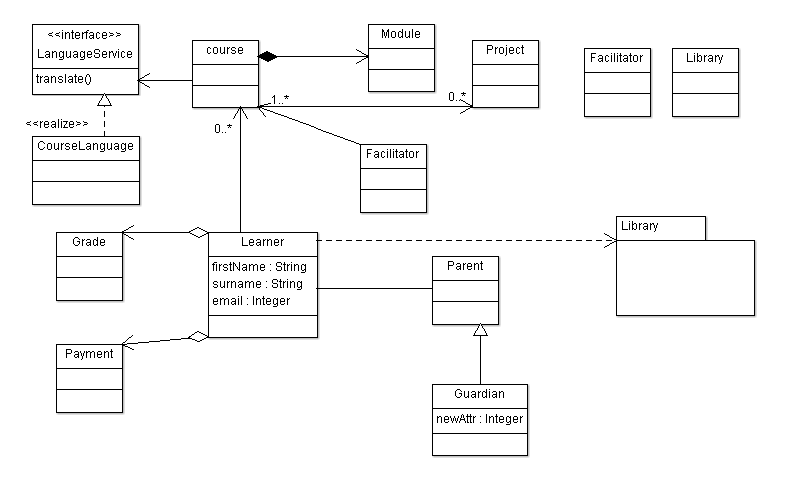 <<interface>>
LanguageService
translate()
course
Module
Project
Facilitator
Library
1..*
0..*
<<realize>>
0..*
CourseLanguage
Facilitator
Grade
Learner
firstName : String
surname : String
email : Integer
Library
Parent
Payment
Guardian
newAttr : Integer